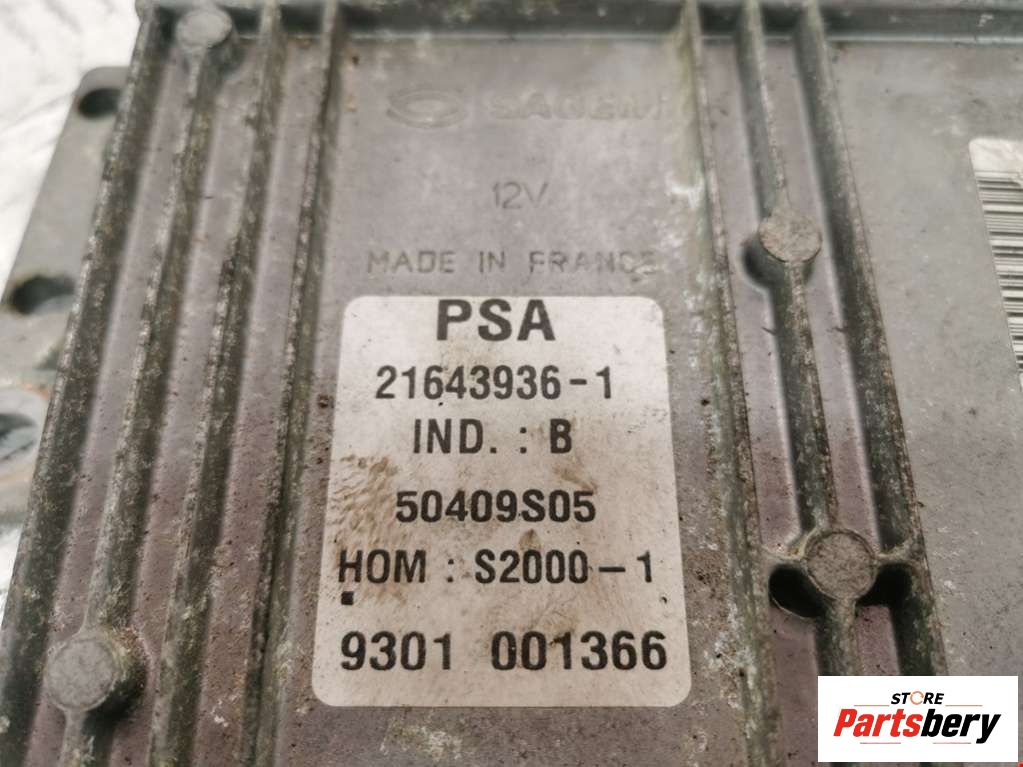 SAGEM
12V
MADE IN FRANCE
PSA
21643936-1
IND. : B
50409S05
HOM : S2000-1
9301 001366
STORE
Partsbery